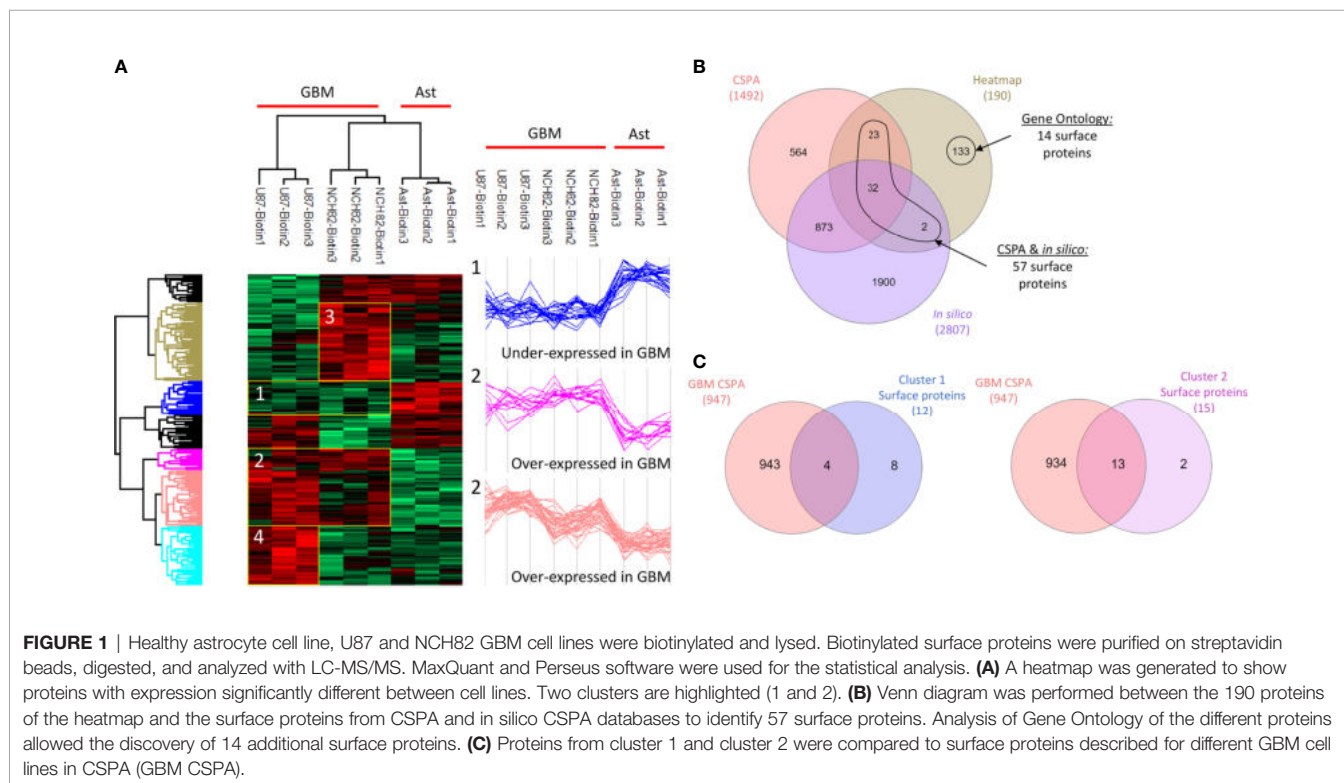 A
GBM
Ast
U87-Biotin1
U87-Biotin2
U87-Biotin3
NCH82-Biotin3
NCH82-Biotin2
NCH82-Biotin1
Ast-Biotin3
Ast-Biotin2
Ast-Biotin1
3
1
2
4
GBM
Ast
U87-Biotin1
U87-Biotin2
U87-Biotin3
NCH82-Biotin3
NCH82-Biotin2
NCH82-Biotin1
Ast-Biotin3
Ast-Biotin2
Ast-Biotin1
1
Under-expressed in GBM
2
Over-expressed in GBM
2
Over-expressed in GBM
B
CSPA
(1492)
Heatmap
(190)
Gene Ontology:
14 surface
proteins
564
23
133
32
873
2
1900
CSPA & in silico:
57 surface
proteins
In silico
(2807)
C
GBM CSPA
(947)
Cluster 1
Surface proteins
(12)
943
4
8
GBM CSPA
(947)
Cluster 2
Surface proteins
(15)
934
13
2
FIGURE 1 | Healthy astrocyte cell line, U87 and NCH82 GBM cell lines were biotinylated and lysed. Biotinylated surface proteins were purified on streptavidin
beads, digested, and analyzed with LC-MS/MS. MaxQuant and Perseus software were used for the statistical analysis. (A) A heatmap was generated to show
proteins with expression significantly different between cell lines. Two clusters are highlighted (1 and 2). (B) Venn diagram was performed between the 190 proteins
of the heatmap and the surface proteins from CSPA and in silico CSPA databases to identify 57 surface proteins. Analysis of Gene Ontology of the different proteins
allowed the discovery of 14 additional surface proteins. (C) Proteins from cluster 1 and cluster 2 were compared to surface proteins described for different GBM cell
lines in CSPA (GBM CSPA).